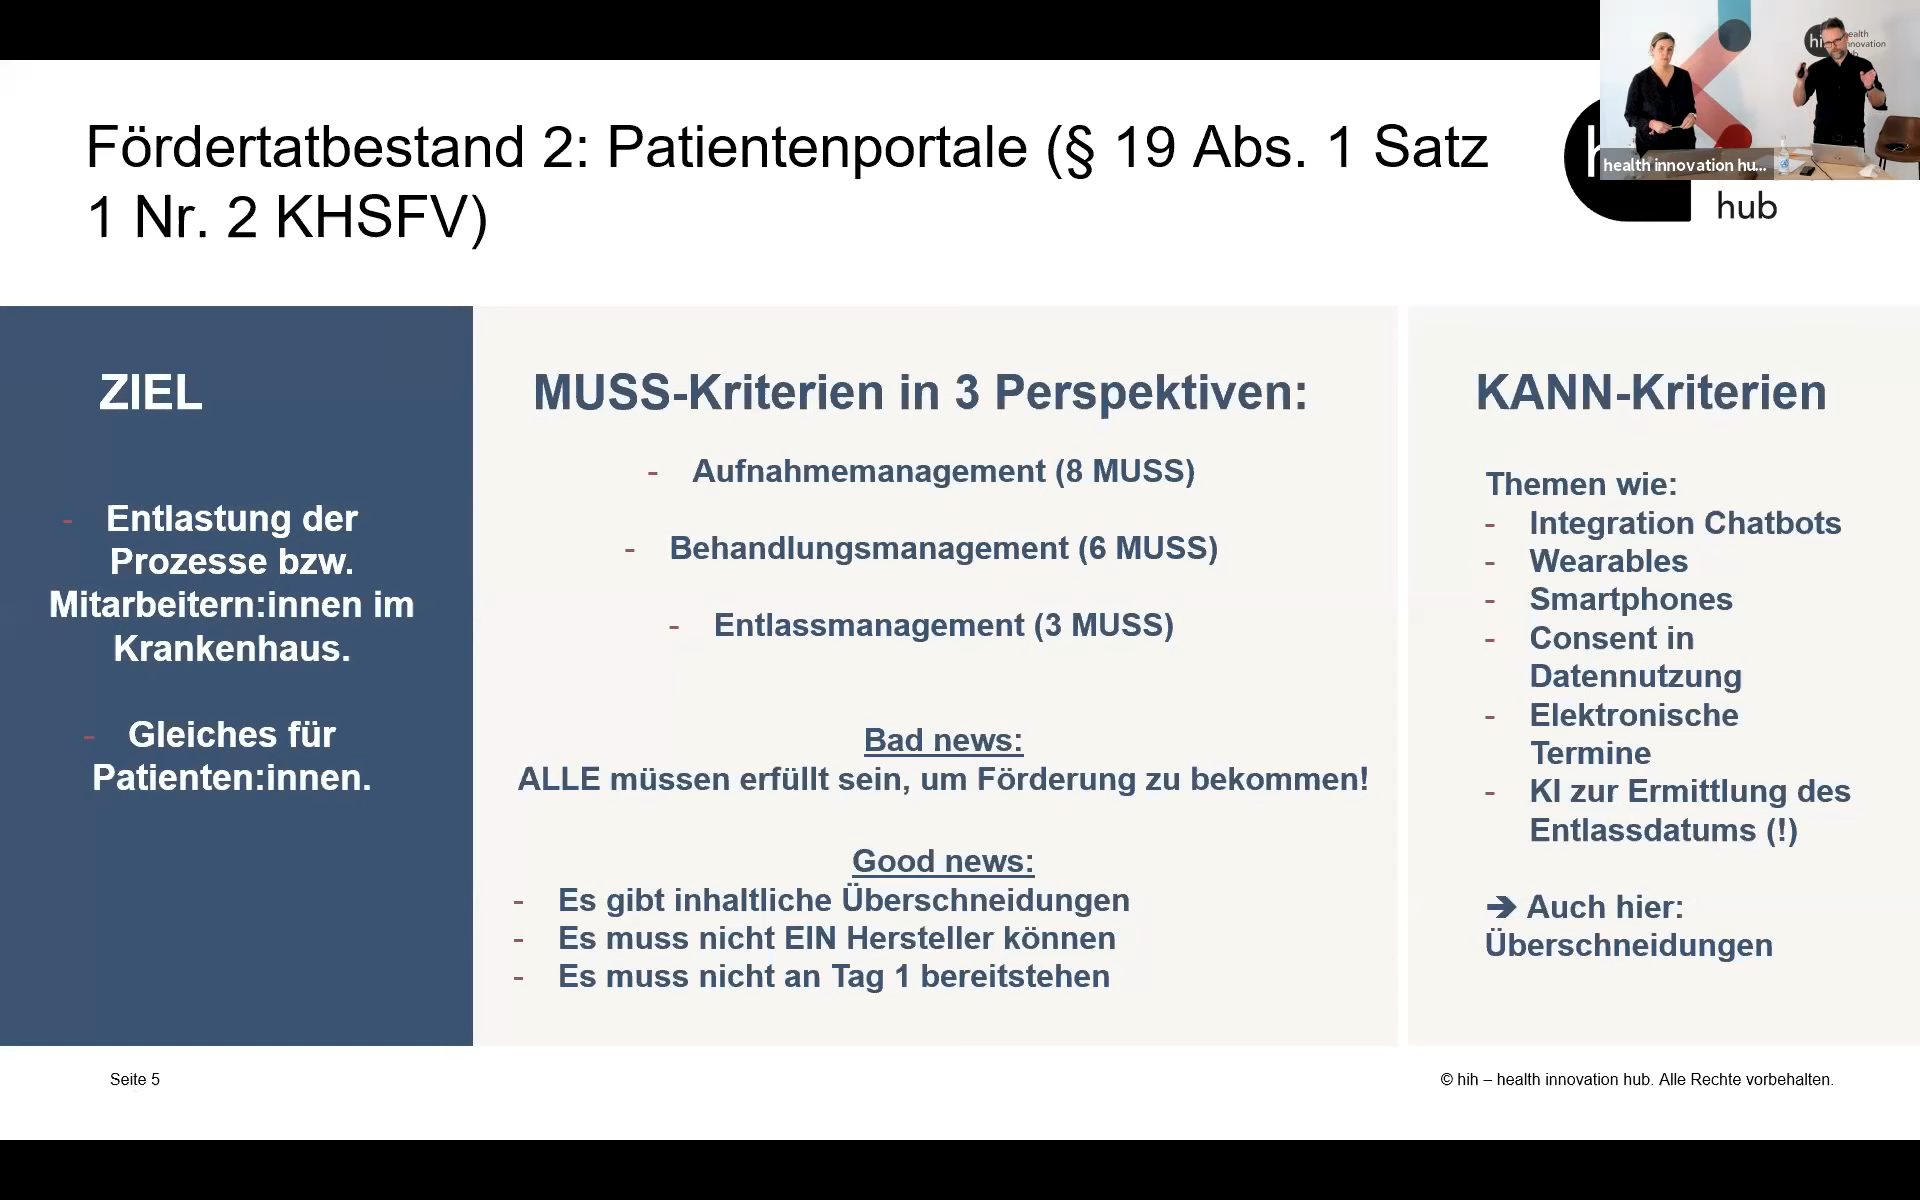 Fördertatbestand 2: Patientenportale (§ 19 Abs. 1 Satz
1 Nr. 2 KHSFV)
hi
health innovation hu...
hub
ZIEL
- Entlastung der
Prozesse bzw.
Mitarbeitern:innen im
Krankenhaus.
- Gleiches für
Patienten:innen.
MUSS-Kriterien in 3 Perspektiven:
- Aufnahmemanagement (8 MUSS)
- Behandlungsmanagement (6 MUSS)
- Entlassmanagement (3 MUSS)
Bad news:
ALLE müssen erfüllt sein, um Förderung zu bekommen!
Good news:
- Es gibt inhaltliche Überschneidungen
- Es muss nicht EIN Hersteller können
- Es muss nicht an Tag 1 bereitstehen
KANN-Kriterien
Themen wie:
- Integration Chatbots
- Wearables
- Smartphones
- Consent in
Datennutzung
- Elektronische
Termine
- KI zur Ermittlung des
Entlassdatums (!)
➔ Auch hier:
Überschneidungen
Seite 5
© hih – health innovation hub. Alle Rechte vorbehalten.